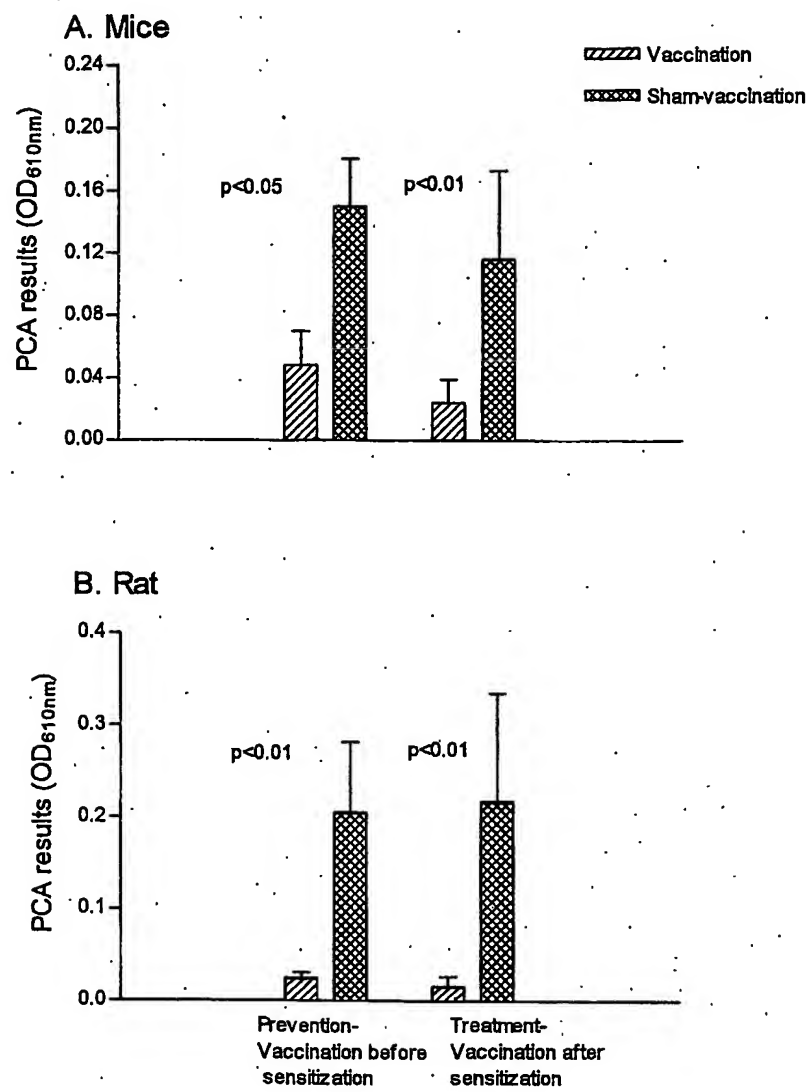 A. Mice
Vaccination
Sham-vaccination
PCA results (OD610nm)
0.24
0.20
0.16
0.12
0.08
0.04
0.00
p<0.05
p<0.01
B. Rat
PCA results (OD610nm)
0.4
0.3
0.2
0.1
0.0
p<0.01
p<0.01
Prevention-
Vaccination before
sensitization
Treatment-
Vaccination after
sensitization